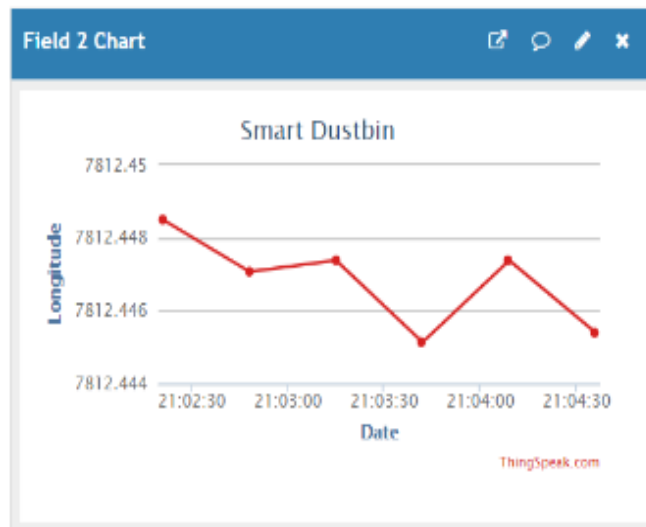 Field 2 Chart
Smart Dustbin
7812.45
7812.448
7812.446
7812.444
Longitude
21:02:30 21:03:00 21:03:30 21:04:00 21:04:30
Date
ThingSpeak.com